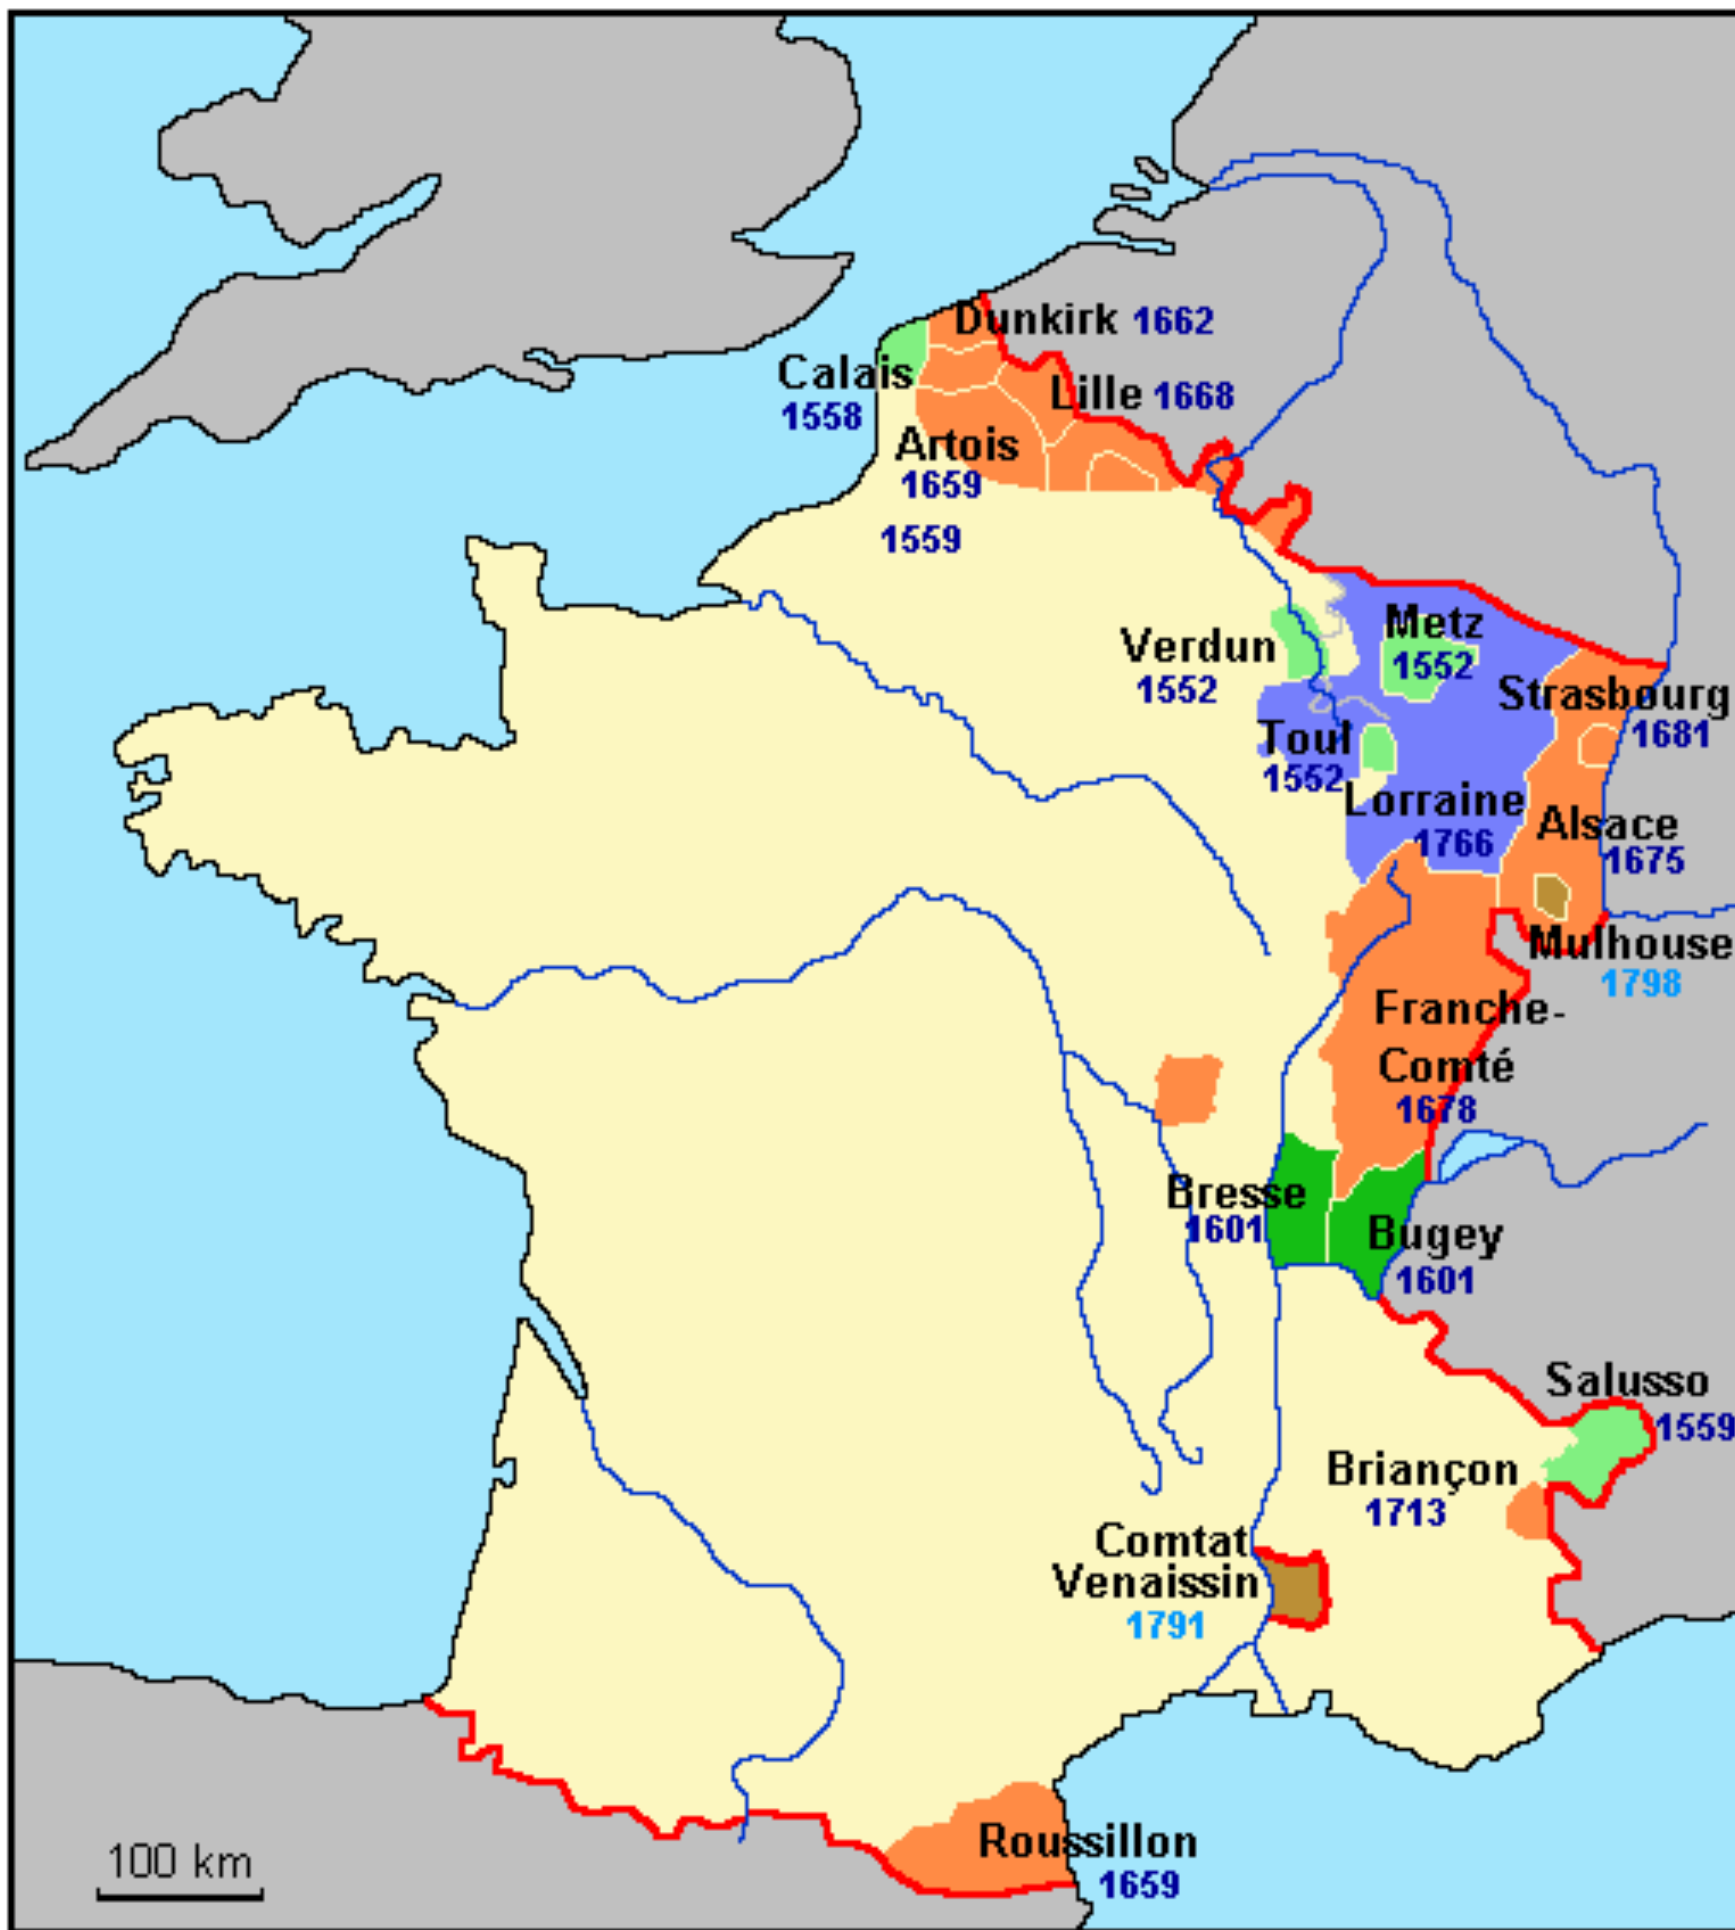 Dunkirk 1662
Calais
1558
Lille 1668
Artois
1659
1559
Verdun
1552
Metz
1552
Strasbourg
1681
Toul
1552
Lorraine
1766
Alsace
1675
Mulhouse
1798
Franche-
Comté
1678
Bresse
1601
Bugey
1601
Salusso
1559
Briançon
1713
Comtat
Venaissin
1791
Roussillon
1659
100 km